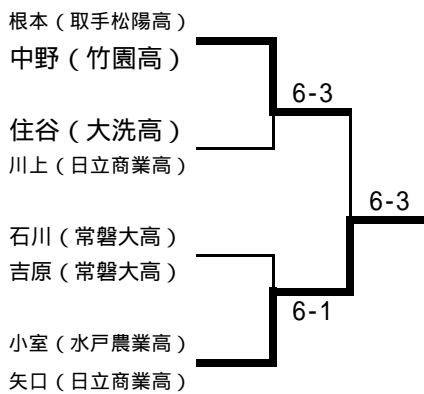 根本（取手松陽高）
中野（竹園高）
6-3
住谷（大洗高）
川上（日立商業高）
6-3
石川（常磐大高）
吉原（常磐大高）
6-1
小室（水戸農業高）
矢口（日立商業高）